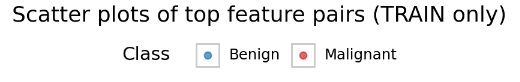 Scatter plots of top feature pairs (TRAIN only)
Class Benign Malignant